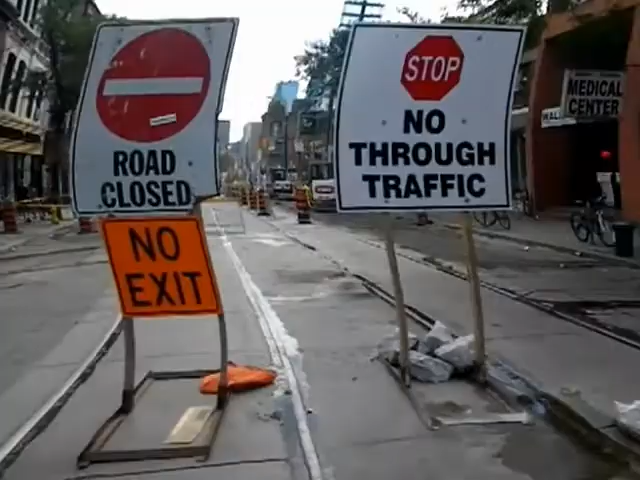 ROAD
CLOSED
NO
EXIT
STOP
NO
THROUGH
TRAFFIC
MEDICAL
CENTER